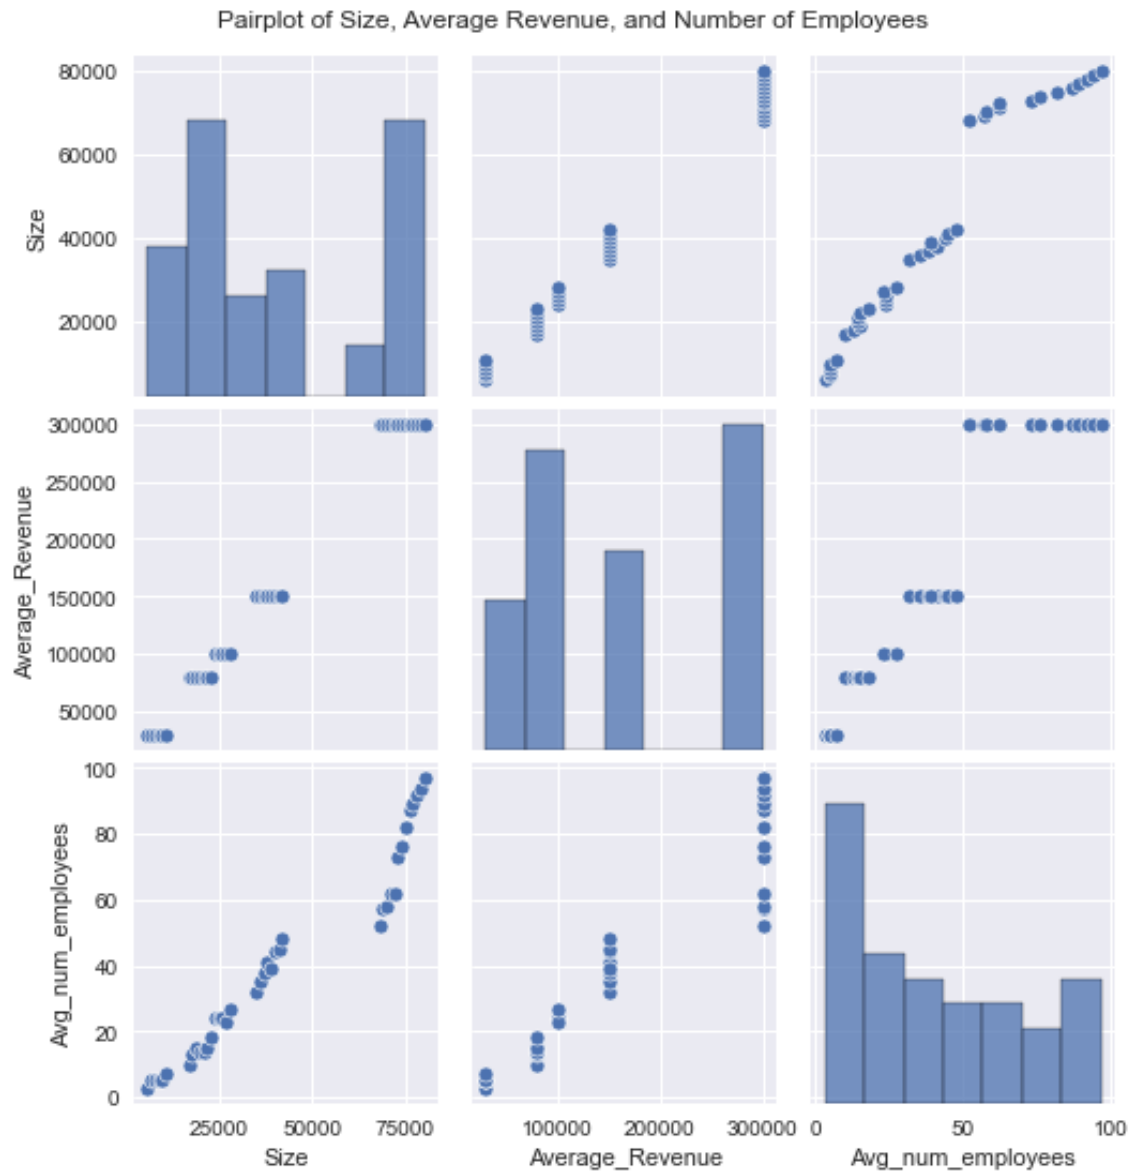 Pairplot of Size, Average Revenue, and Number of Employees
80000
60000
40000
20000
Size
300000
250000
200000
150000
100000
50000
Average_Revenue
100
80
60
40
20
0
Avg_num_employees
25000 50000 75000
Size
100000 200000 300000
Average_Revenue
0 50 100
Avg_num_employees